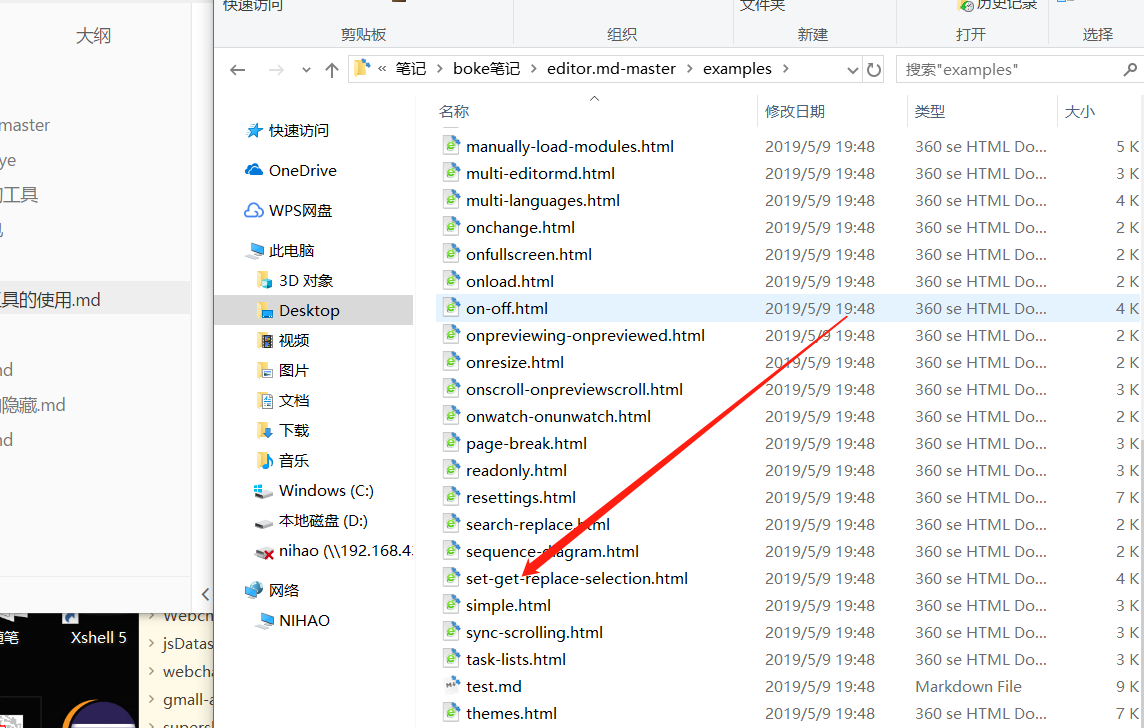 快速访问
文件夹
历史记录
剪贴板
组织
新建
打开
选择
大纲
笔记 › boke笔记 › editor.md-master › examples ›
搜索"examples"
master
ye
工具
具的使用.md
隐藏.md
快速访问
OneDrive
WPS网盘
此电脑
3D 对象
Desktop
视频
图片
文档
下载
音乐
Windows (C:)
本地磁盘 (D:)
nihao (\\192.168.43
网络
NIHAO
名称 修改日期 类型 大小
manually-load-modules.html 2019/5/9 19:48 360 se HTML Do... 5 K
multi-editormd.html 2019/5/9 19:48 360 se HTML Do... 3 K
multi-languages.html 2019/5/9 19:48 360 se HTML Do... 4 K
onchange.html 2019/5/9 19:48 360 se HTML Do... 2 K
onfullscreen.html 2019/5/9 19:48 360 se HTML Do... 2 K
onload.html 2019/5/9 19:48 360 se HTML Do... 2 K
on-off.html 2019/5/9 19:48 360 se HTML Do... 4 K
onpreviewing-onpreviewed.html 2019/5/9 19:48 360 se HTML Do... 2 K
onresize.html 2019/5/9 19:48 360 se HTML Do... 2 K
onscroll-onpreviewscroll.html 2019/5/9 19:48 360 se HTML Do... 3 K
onwatch-onunwatch.html 2019/5/9 19:48 360 se HTML Do... 2 K
page-break.html 2019/5/9 19:48 360 se HTML Do... 2 K
readonly.html 2019/5/9 19:48 360 se HTML Do... 2 K
resettings.html 2019/5/9 19:48 360 se HTML Do... 7 K
search-replace.html 2019/5/9 19:48 360 se HTML Do... 2 K
sequence-diagram.html 2019/5/9 19:48 360 se HTML Do... 2 K
set-get-replace-selection.html 2019/5/9 19:48 360 se HTML Do... 4 K
simple.html 2019/5/9 19:48 360 se HTML Do... 3 K
sync-scrolling.html 2019/5/9 19:48 360 se HTML Do... 3 K
task-lists.html 2019/5/9 19:48 360 se HTML Do... 3 K
test.md 2019/5/9 19:48 Markdown File 9 K
themes.html 2019/5/9 19:48 360 se HTML Do... 7 K
随笔
Xshell 5
Webch
jsDatas
webcha
gmall-a